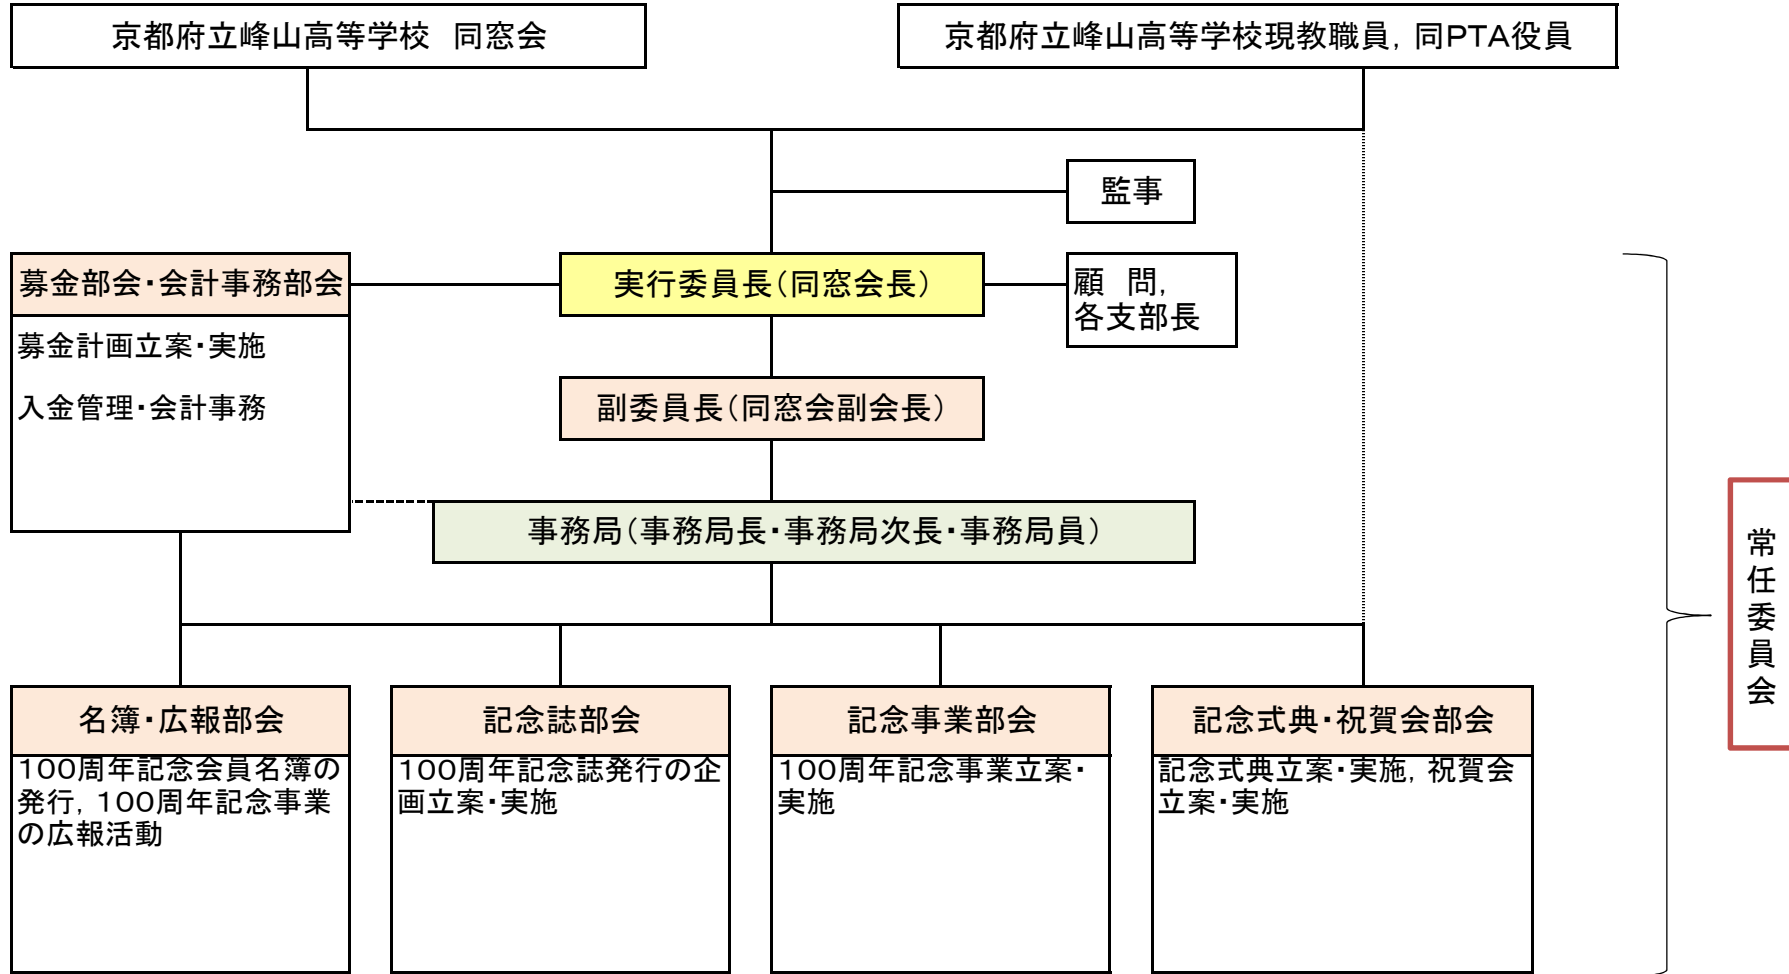 京都府立峰山高等学校　同窓会
京都府立峰山高等学校現教職員，同PTA役員
監事
募金部会・会計事務部会
実行委員長（同窓会長）
顧　問，
各支部長
募金計画立案・実施
入金管理・会計事務
副委員長（同窓会副会長）
事務局（事務局長・事務局次長・事務局員）
常任委員会
名簿・広報部会
100周年記念会員名簿の
発行，100周年記念事業
の広報活動
記念誌部会
100周年記念誌発行の企
画立案・実施
記念事業部会
100周年記念事業立案・
実施
記念式典・祝賀会部会
記念式典立案・実施，祝賀会
立案・実施